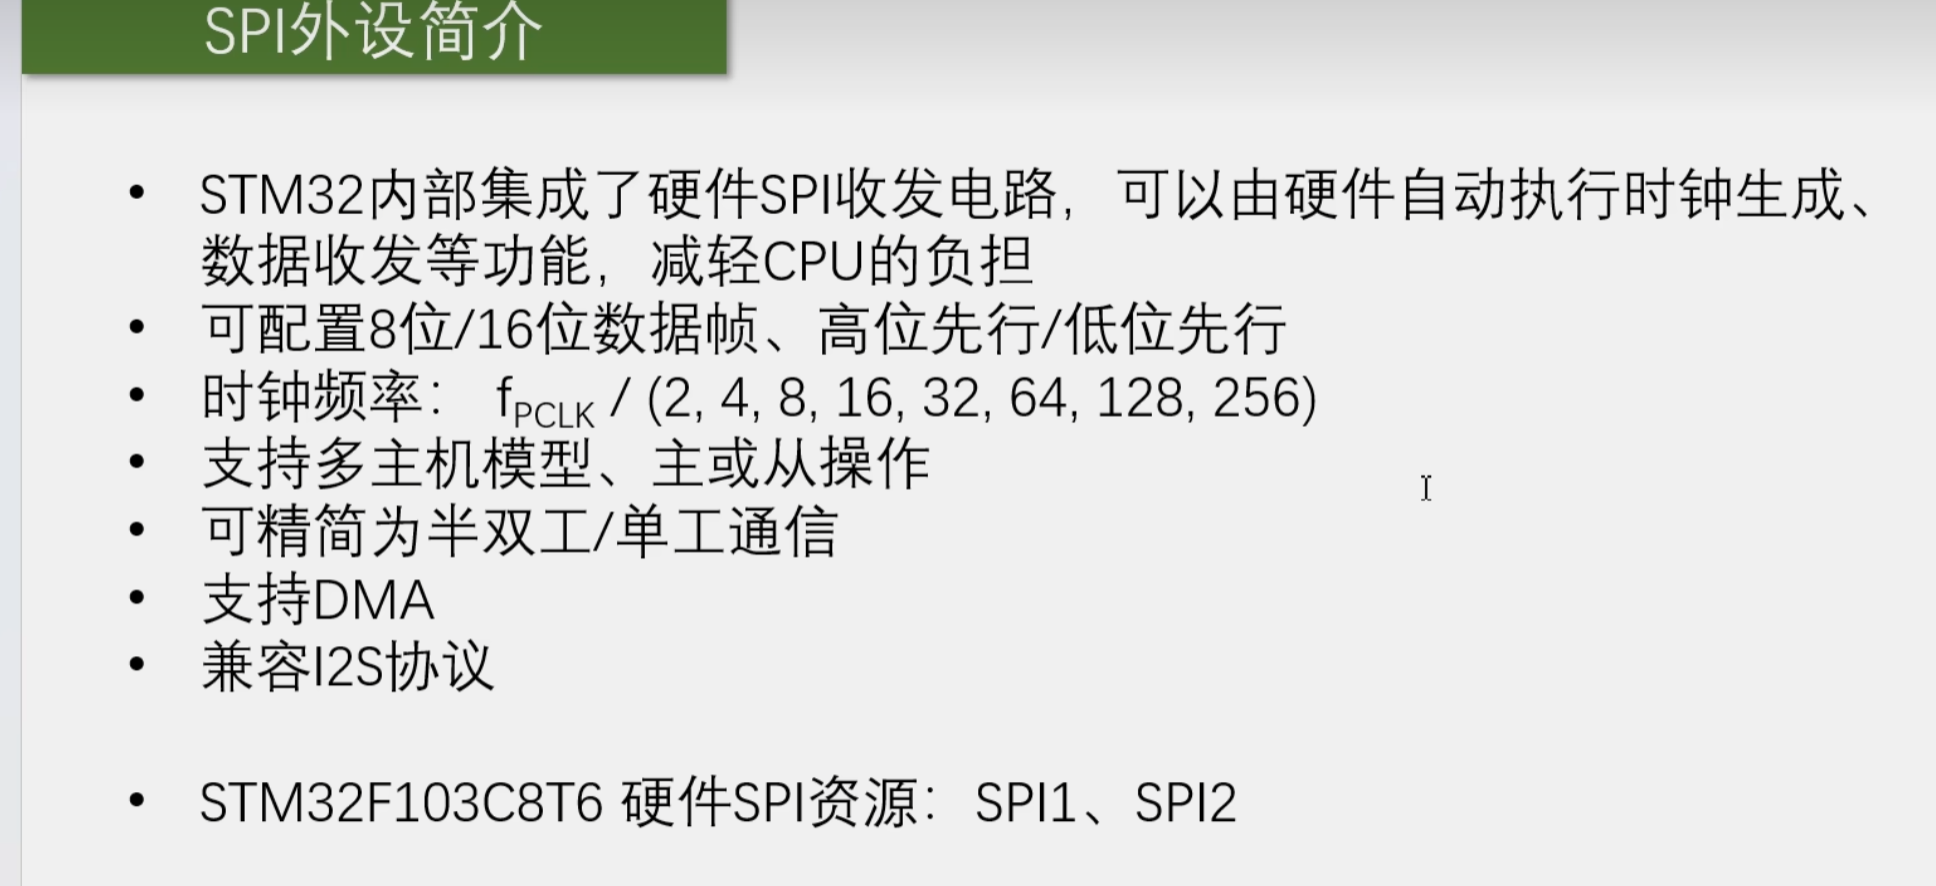 SPI外设简介
• STM32内部集成了硬件SPI收发电路，可以由硬件自动执行时钟生成、
数据收发等功能，减轻CPU的负担
• 可配置8位/16位数据帧、高位先行/低位先行
• 时钟频率： fPCLK / (2, 4, 8, 16, 32, 64, 128, 256)
• 支持多主机模型、主或从操作
• 可精简为半双工/单工通信
• 支持DMA
• 兼容I2S协议
• STM32F103C8T6 硬件SPI资源：SPI1、SPI2